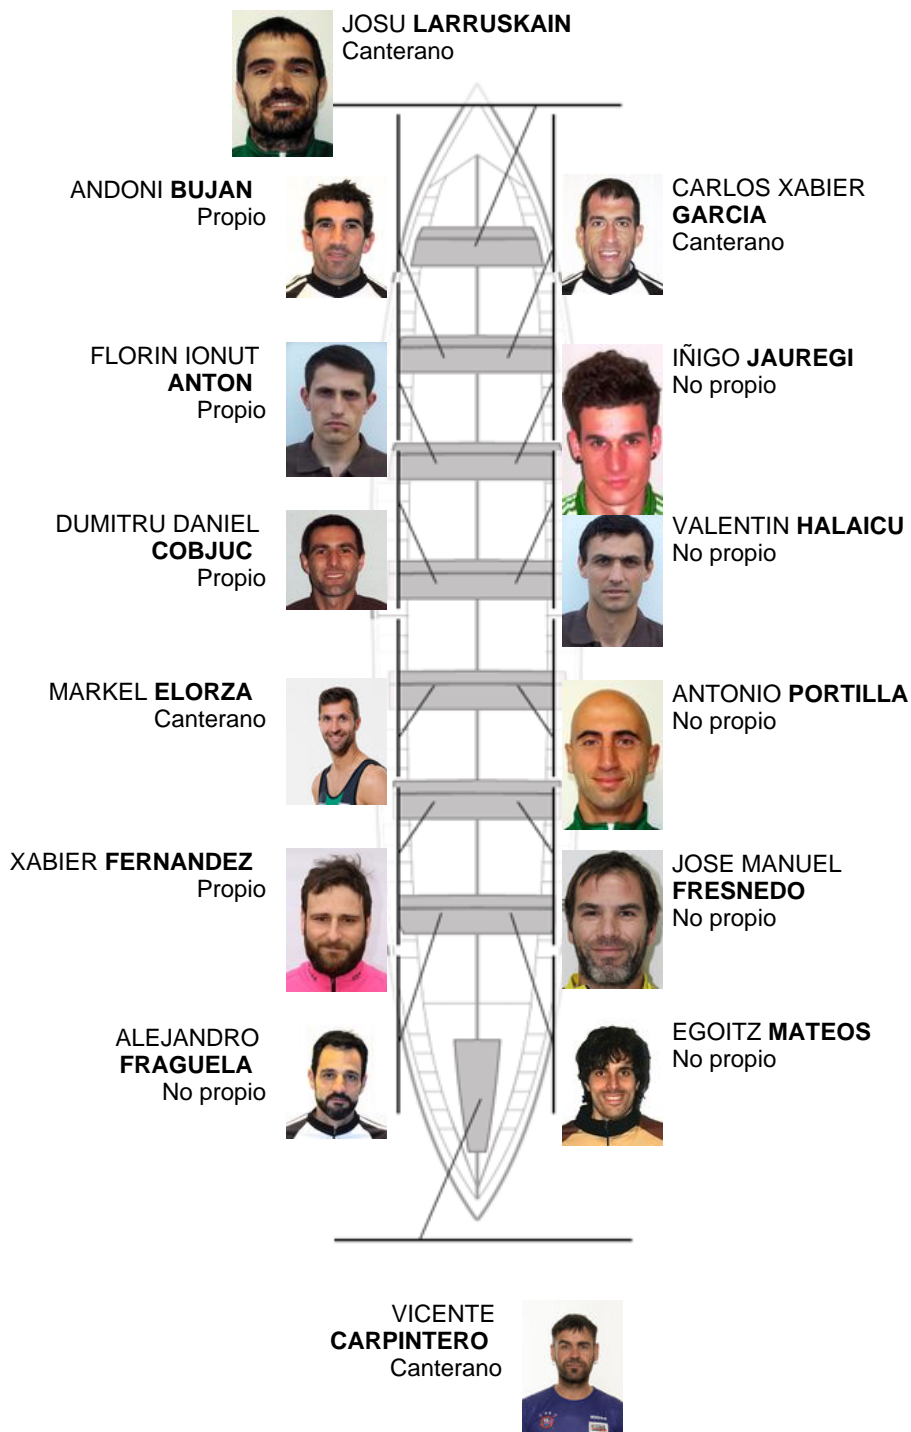 JOSU LARRUSKAIN
Canterano
ANDONI BUJAN
Propio
CARLOS XABIER
GARCIA
Canterano
FLORIN IONUT
ANTON
Propio
IÑIGO JAUREGI
No propio
DUMITRU DANIEL
COBJUC
Propio
VALENTIN HALAICU
No propio
MARKEL ELORZA
Canterano
ANTONIO PORTILLA
No propio
XABIER FERNANDEZ
Propio
JOSE MANUEL
FRESNEDO
No propio
ALEJANDRO
FRAGUELA
No propio
EGOITZ MATEOS
No propio
VICENTE
CARPINTERO
Canterano